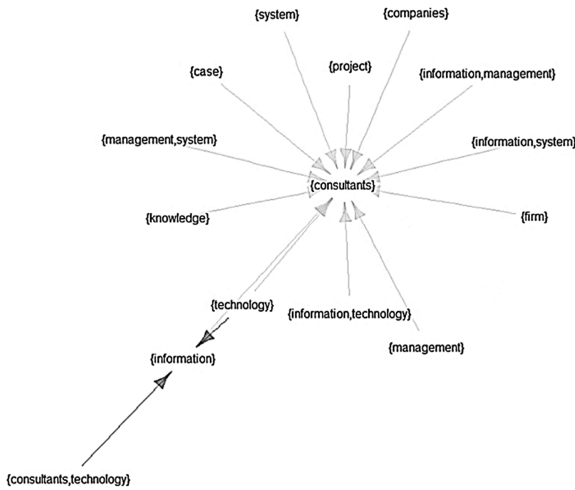 {system}
{companies}
{case}
{project}
{information,management}
{management,system}
{information,system}
{consultants}
{knowledge}
{firm}
{technology}
{information,technology}
{management}
{information}
{consultants,technology}